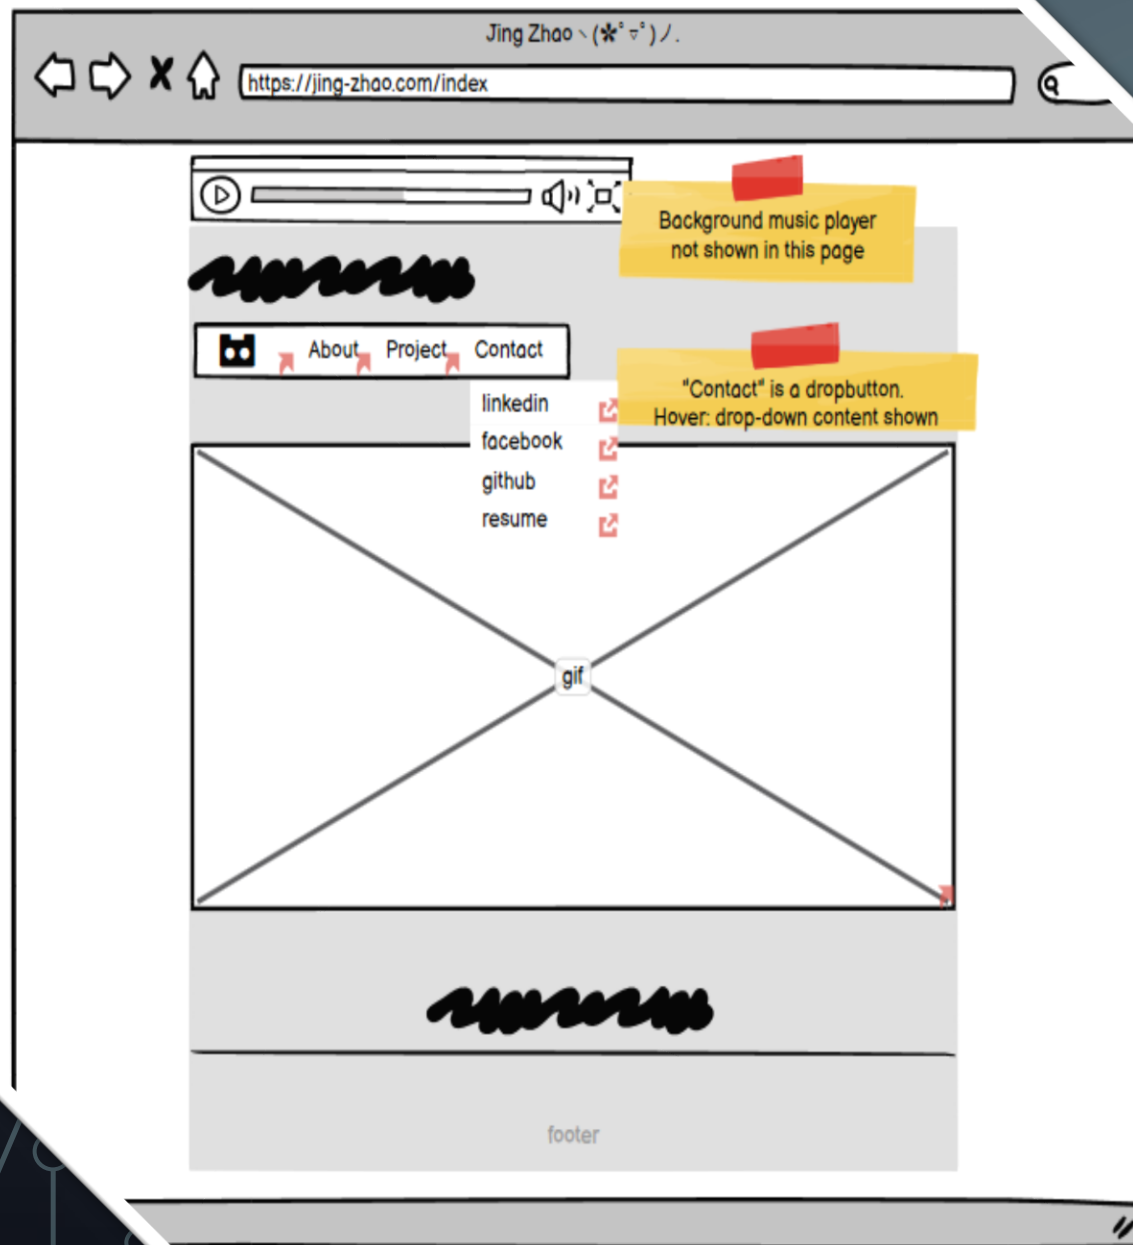 Jing Zhao ヽ(✱ﾟ▽ﾟ)ノ.
https://jing-zhao.com/index
Background music player
not shown in this page
About Project Contact
"Contact" is a dropbutton.
Hover: drop-down content shown
linkedin
facebook
github
resume
gif
footer